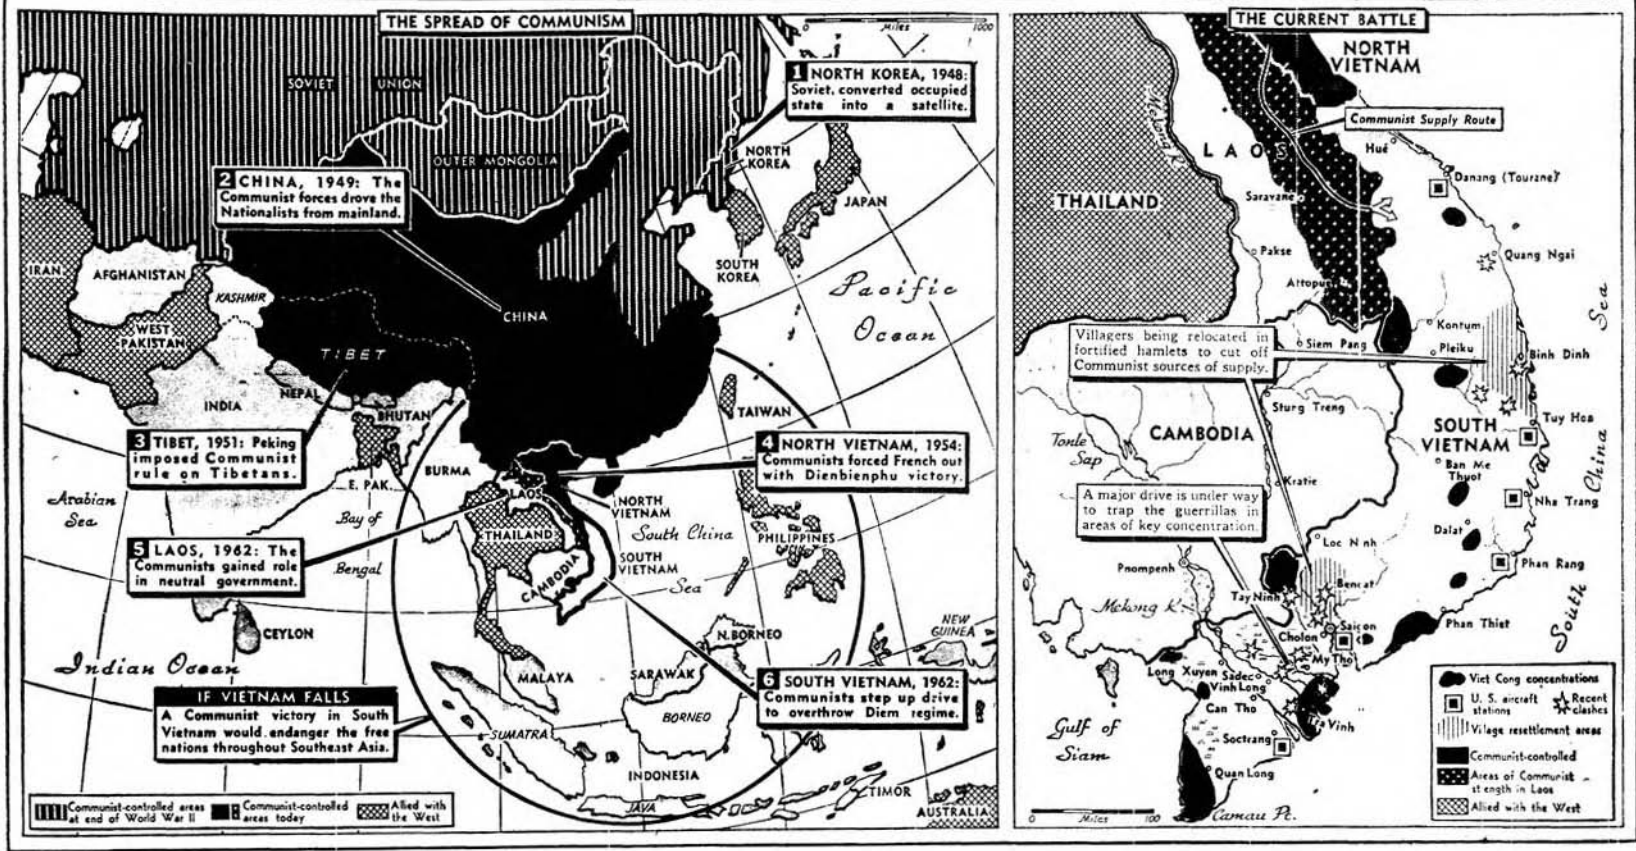 THE SPREAD OF COMMUNISM
0 Miles 1000
SOVIET UNION
1 NORTH KOREA, 1948:
Soviet, converted occupied
state into a satellite.
OUTER MONGOLIA
NORTH
KOREA
2 CHINA, 1949: The
Communist forces drove the
Nationalists from mainland.
JAPAN
IRAN
AFGHANISTAN
SOUTH
KOREA
KASHMIR
Pacific
Ocean
CHINA
WEST
PAKISTAN
TIBET
NEPAL
INDIA
BHUTAN
TAIWAN
3 TIBET, 1951: Peking
imposed Communist
rule on Tibetans.
4 NORTH VIETNAM, 1954:
Communists forced French out
with Dienbienphu victory.
BURMA
E. PAK.
LAOS
Arabian
Sea
NORTH
VIETNAM
Bay of
Bengal
THAILAND
South China
Sea
PHILIPPINES
5 LAOS, 1962: The
Communists gained role
in neutral government.
SOUTH
VIETNAM
CAMBODIA
CEYLON
NEW
GUINEA
N. BORNEO
Indian Ocean
MALAYA
SARAWAK
6 SOUTH VIETNAM, 1962:
Communists step up drive
to overthrow Diem regime.
IF VIETNAM FALLS
A Communist victory in South
Vietnam would endanger the free
nations throughout Southeast Asia.
BORNEO
SUMATRA
INDONESIA
TIMOR
JAVA
AUSTRALIA
Communist-controlled areas
at end of World War II
Communist-controlled
areas today
Allied with
the West
THE CURRENT BATTLE
NORTH
VIETNAM
Mekong R.
Communist Supply Route
LAOS
Hué
Danang (Tourane)
THAILAND
Saravane
Pakse
Quang Ngai
Attopue
Kontum
Villagers being relocated in
fortified hamlets to cut off
Communist sources of supply.
Siem Pang
Pleiku
Binh Dinh
Stung Treng
Tuy Hoa
SOUTH
VIETNAM
CAMBODIA
Tonle
Sap
Ban Me
Thuot
Kratie
A major drive is under way
to trap the guerrillas in
areas of key concentration.
Nha Trang
Dalat
Loc Ninh
Phan Rang
Pnompenh
Bencat
Tay Ninh
Mekong R.
Saigon
Phan Thiet
Cholon
My Tho
South China Sea
Long Xuyen
Sadec
Vinh Long
Can Tho
Tra Vinh
Gulf of
Siam
Soctrang
Quan Long
0 Miles 100
Camau Pt.
Viet Cong concentrations
U. S. aircraft
stations
Recent
clashes
Village resettlement areas
Communist-controlled
Areas of Communist
strength in Laos
Allied with the West